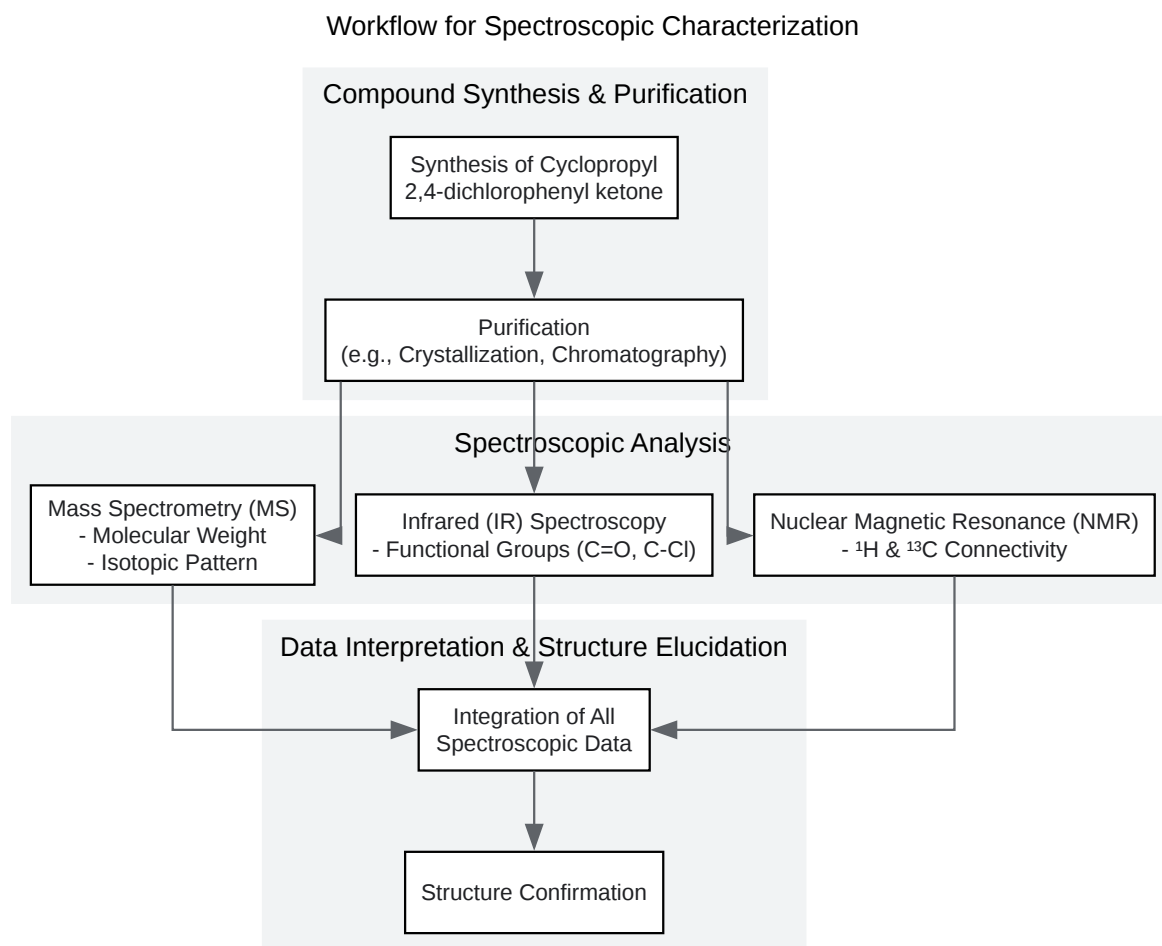 Workflow for Spectroscopic Characterization
Compound Synthesis & Purification
Synthesis of Cyclopropyl
2,4-dichlorophenyl ketone
Purification
(e.g., Crystallization, Chromatography)
Spectroscopic Analysis
Mass Spectrometry (MS)
- Molecular Weight
- Isotopic Pattern
Infrared (IR) Spectroscopy
- Functional Groups (C=O, C-Cl)
Nuclear Magnetic Resonance (NMR)
- ¹H & ¹³C Connectivity
Data Interpretation & Structure Elucidation
Integration of All
Spectroscopic Data
Structure Confirmation